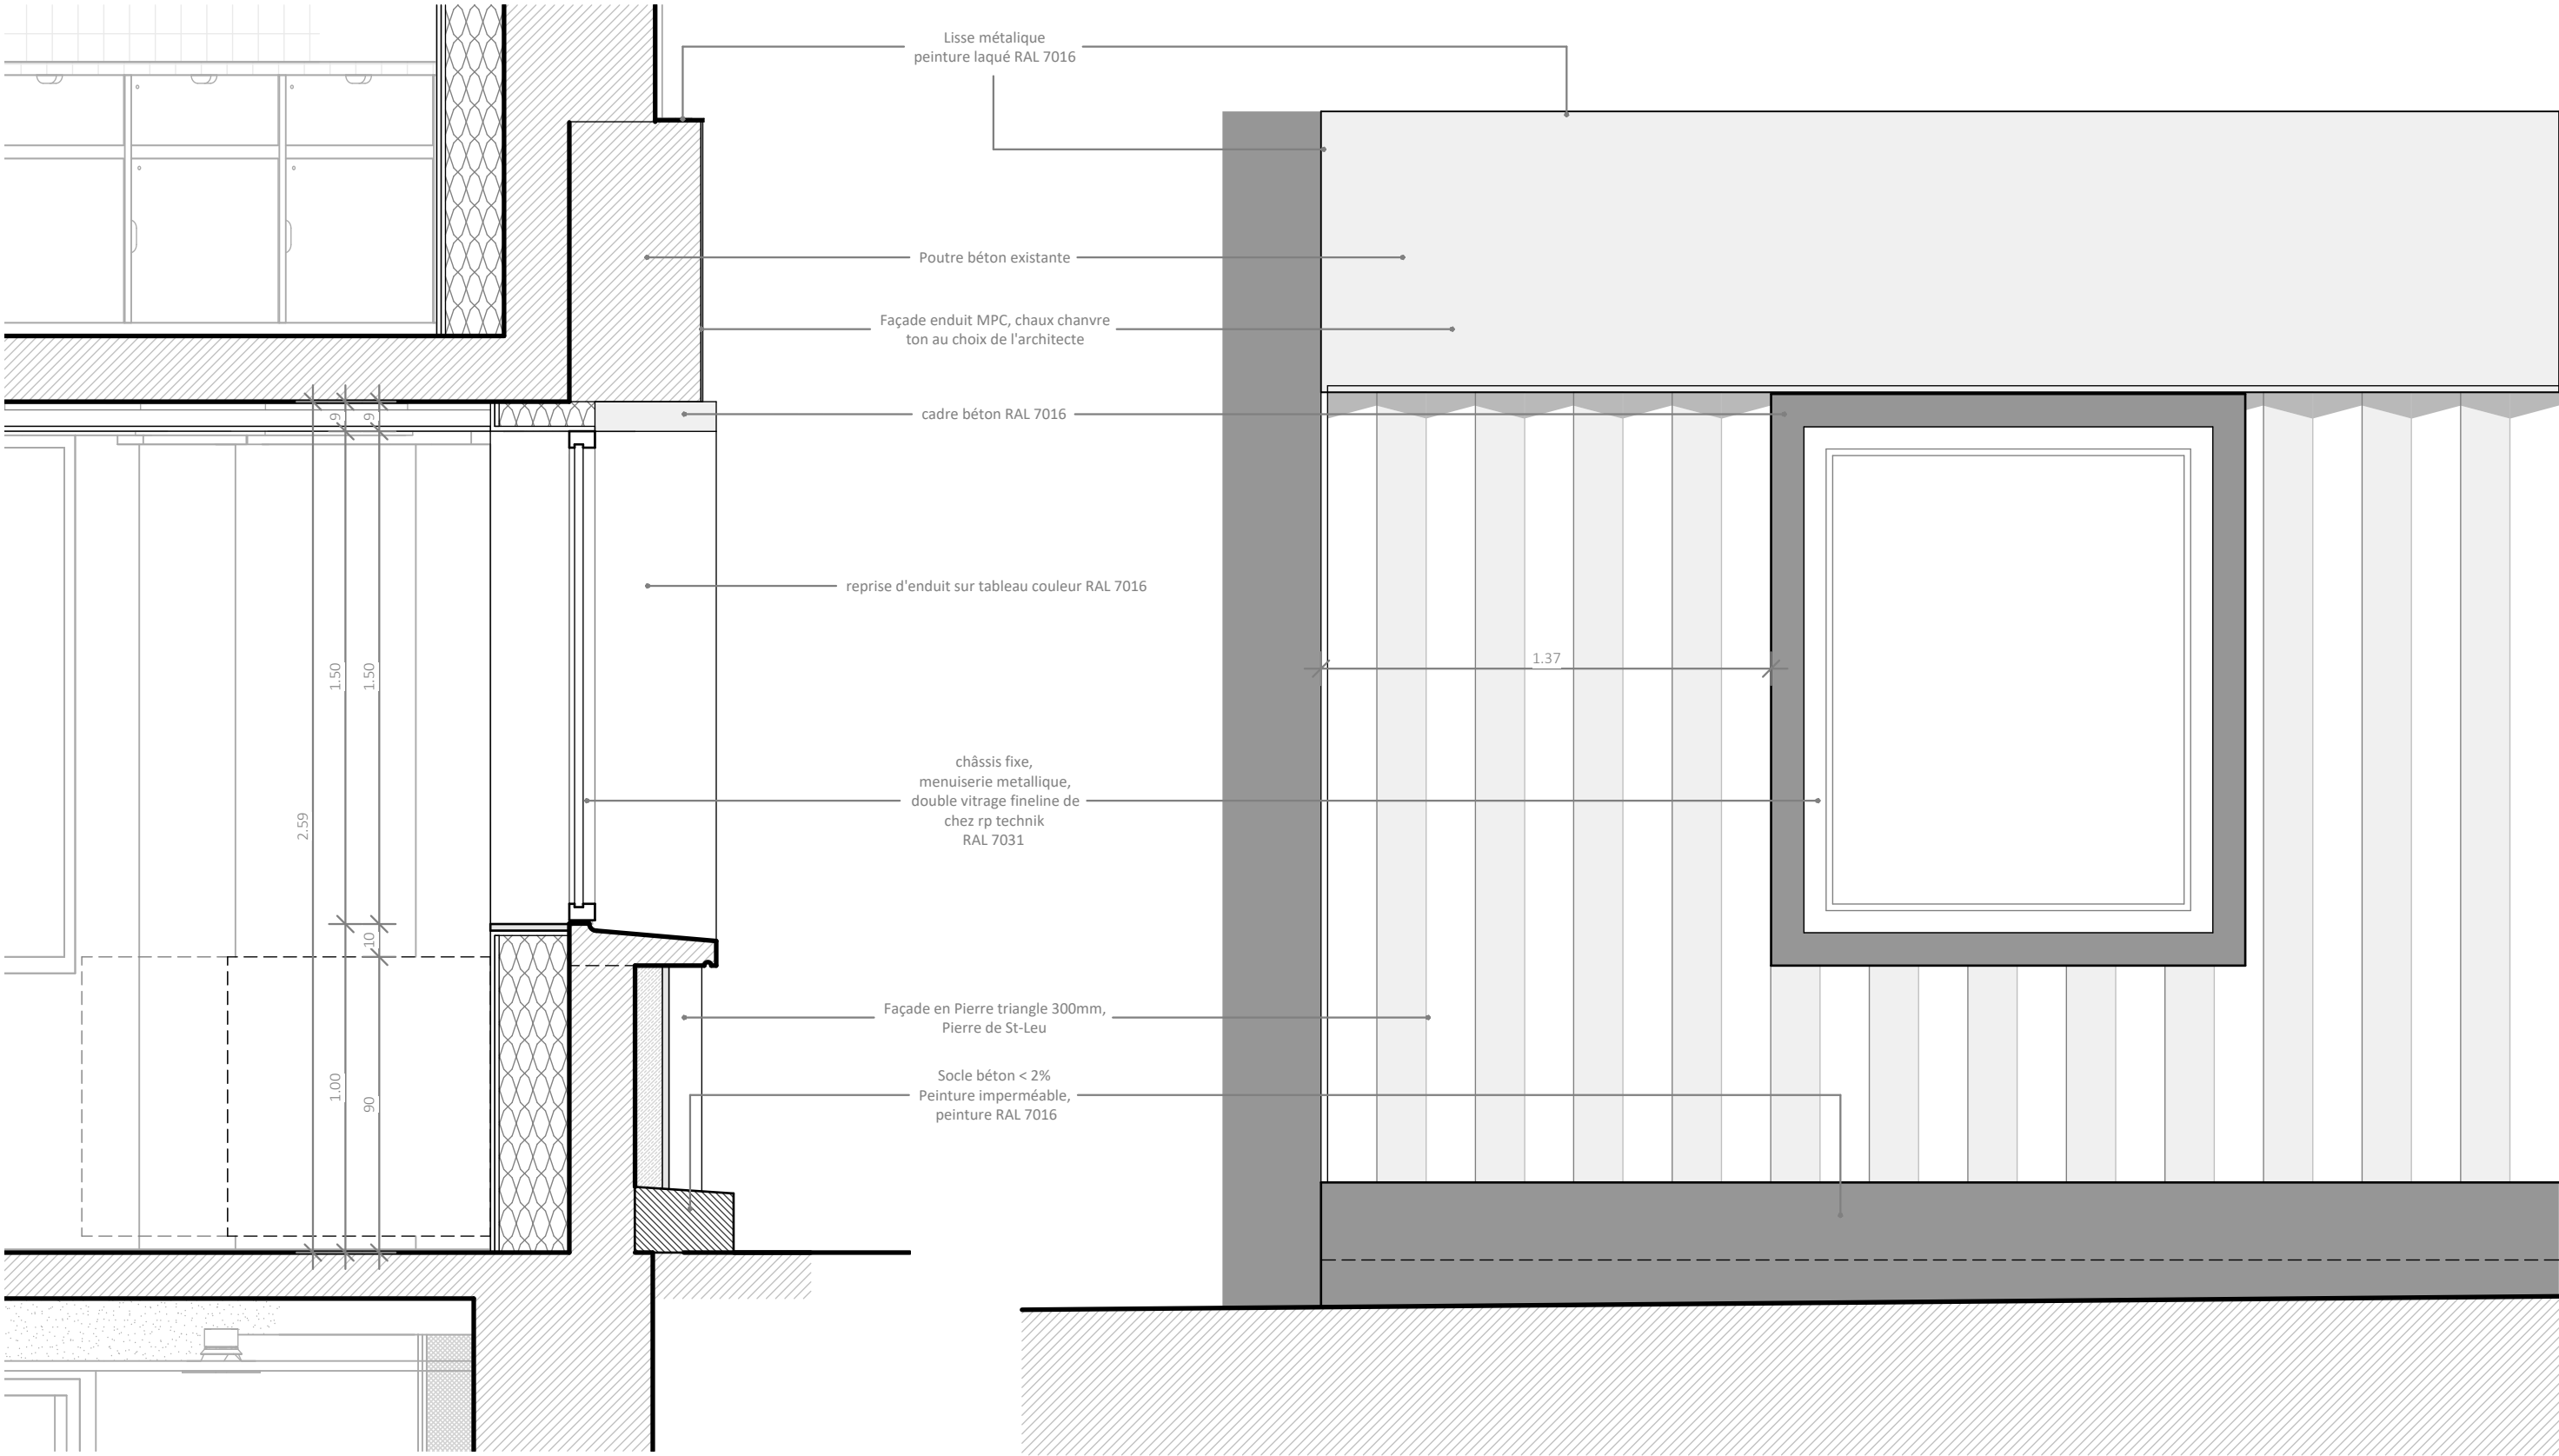 Lisse métalique
peinture laqué RAL 7016
Poutre béton existante
Façade enduit MPC, chaux chanvre
ton au choix de l'architecte
cadre béton RAL 7016
reprise d'enduit sur tableau couleur RAL 7016
châssis fixe,
menuiserie metallique,
double vitrage fineline de
chez rp technik
RAL 7031
Façade en Pierre triangle 300mm,
Pierre de St-Leu
Socle béton < 2%
Peinture imperméable,
peinture RAL 7016
9
9
1.50
1.50
2.59
10
1.00
90
1.37